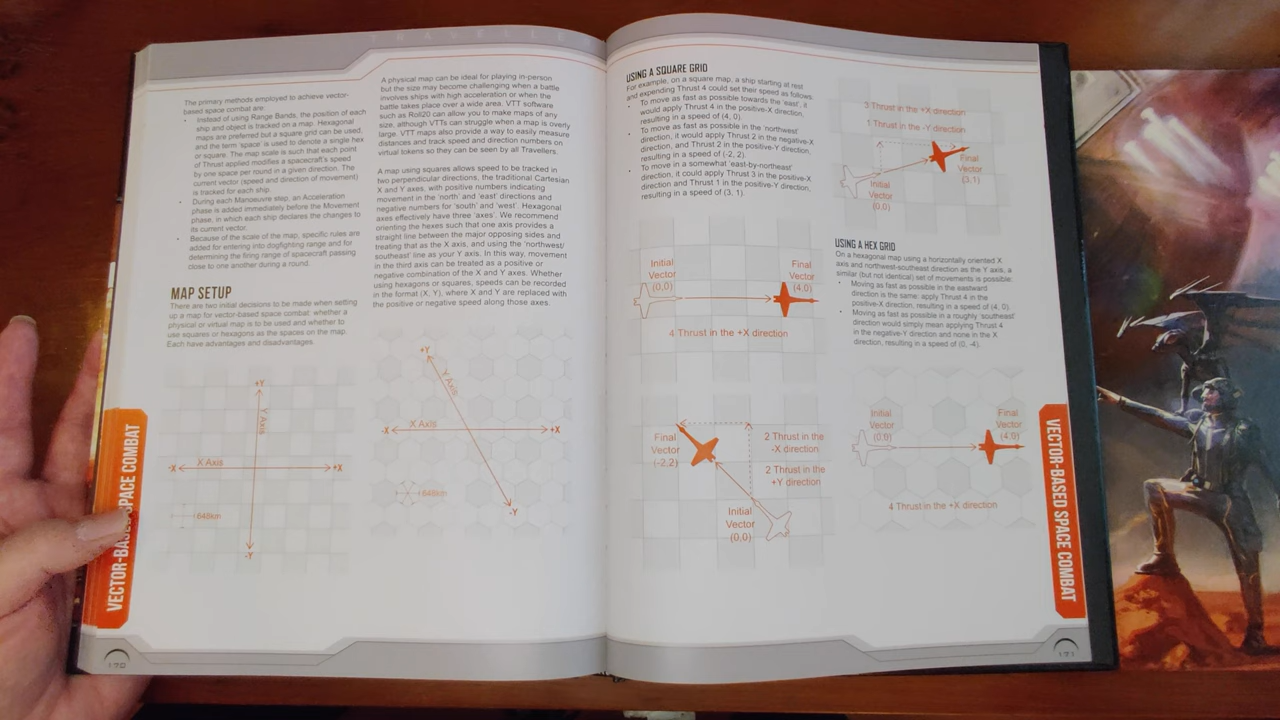 TRAVELLER
The primary methods employed to achieve vector-
based space combat are:
• Instead of using Range Bands, the position of each
ship and object is tracked on a map. Hexagonal
maps are preferred but a square grid can be used,
and the term 'space' is used to denote a single hex
or square. The map scale is such that each point
of Thrust applied modifies a spacecraft's speed
by one space per round in a given direction. The
current vector (speed and direction of movement)
is tracked for each ship.
• During each Manoeuvre step, an Acceleration
phase is added immediately before the Movement
phase, in which each ship declares the changes to
its current vector.
• Because of the scale of the map, specific rules are
added for entering into dogfighting range and for
determining the firing range of spacecraft passing
close to one another during a round.
MAP SETUP
There are two initial decisions to be made when setting
up a map for vector-based space combat: whether a
physical or virtual map is to be used and whether to
use squares or hexagons as the spaces on the map.
Each have advantages and disadvantages.
+Y
Y Axis
-X
X Axis
+X
648km
-Y
A physical map can be ideal for playing in-person
but the size may become challenging when a battle
involves ships with high acceleration or when the
battle takes place over a wide area. VTT software
such as Roll20 can allow you to make maps of any
size, although VTTs can struggle when a map is overly
large. VTT maps also provide a way to easily measure
distances and track speed and direction numbers on
virtual tokens so they can be seen by all Travellers.
A map using squares allows speed to be tracked in
two perpendicular directions, the traditional Cartesian
X and Y axes, with positive numbers indicating
movement in the 'north' and 'east' directions and
negative numbers for 'south' and 'west'. Hexagonal
axes effectively have three 'axes'. We recommend
orienting the hexes such that one axis provides a
straight line between the major opposing sides and
treating that as the X axis, and using the 'northwest/
southeast' line as your Y axis. In this way, movement
in the third axis can be treated as a positive or
negative combination of the X and Y axes. Whether
using hexagons or squares, speeds can be recorded
in the format (X, Y), where X and Y are replaced with
the positive or negative speed along those axes.
+Y
Y Axis
-X
X Axis
+X
648km
-Y
VECTOR-BASED SPACE COMBAT
170
USING A SQUARE GRID
For example, on a square map, a ship starting at rest
and expending Thrust 4 could set their speed as follows
• To move as fast as possible towards the 'east', it
would apply Thrust 4 in the positive-X direction,
resulting in a speed of (4, 0).
• To move as fast as possible in the 'northwest'
direction, it would apply Thrust 2 in the negative-X
direction, and Thrust 2 in the positive-Y direction,
resulting in a speed of (-2, 2).
• To move in a somewhat 'east-by-northeast'
direction, it could apply Thrust 3 in the positive-X
direction and Thrust 1 in the positive-Y direction,
resulting in a speed of (3, 1).
Initial
Vector
(0,0)
Final
Vector
(4,0)
4 Thrust in the +X direction
Final
Vector
(-2,2)
2 Thrust in the
-X direction
2 Thrust in the
+Y direction
Initial
Vector
(0,0)
3 Thrust in the +X direction
1 Thrust in the -Y direction
Final
Vector
(3,1)
Initial
Vector
(0,0)
USING A HEX GRID
On a hexagonal map using a horizontally oriented X
axis and northwest-southeast direction as the Y axis, a
similar (but not identical) set of movements is possible:
• Moving as fast as possible in the eastward
direction is the same: apply Thrust 4 in the
positive-X direction, resulting in a speed of (4, 0).
• Moving as fast as possible in a roughly 'southeast'
direction would simply mean applying Thrust 4
in the negative-Y direction and none in the X
direction, resulting in a speed of (0, -4).
Initial
Vector
(0,0)
Final
Vector
(4,0)
4 Thrust in the +X direction
VECTOR-BASED SPACE COMBAT
171